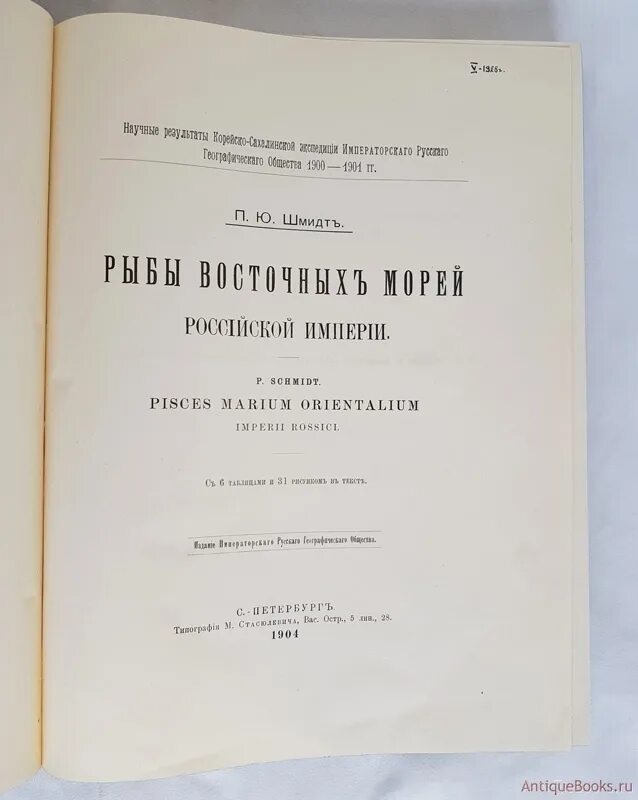 V-1925г.
Научные результаты Корейско-Сахалинской экспедиціи Императорскаго Русскаго
Географическаго Общества 1900—1901 гг.
П. Ю. Шмидтъ.
РЫБЫ ВОСТОЧНЫХЪ МОРЕЙ
РОССІЙСКОЙ ИМПЕРІИ.
P. SCHMIDT.
PISCES MARIUM ORIENTALIUM
IMPERII ROSSICI.
Съ 6 таблицами и 31 рисункомъ въ текстѣ.
Изданіе Императорскаго Русскаго Географическаго Общества.
С.-ПЕТЕРБУРГЪ.
Типографія М. Стасюлевича, Вас. Остр., 5 лин., 28.
1904
AntiqueBooks.ru